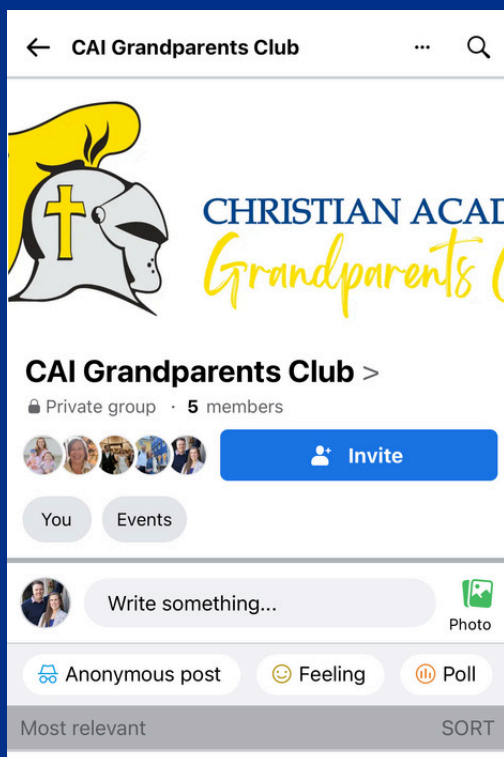 CAI Grandparents Club
CHRISTIAN ACAD
Grandparents
CAI Grandparents Club >
Private group · 5 members
Invite
You Events
Write something...
Photo
Anonymous post Feeling Poll
Most relevant SORT